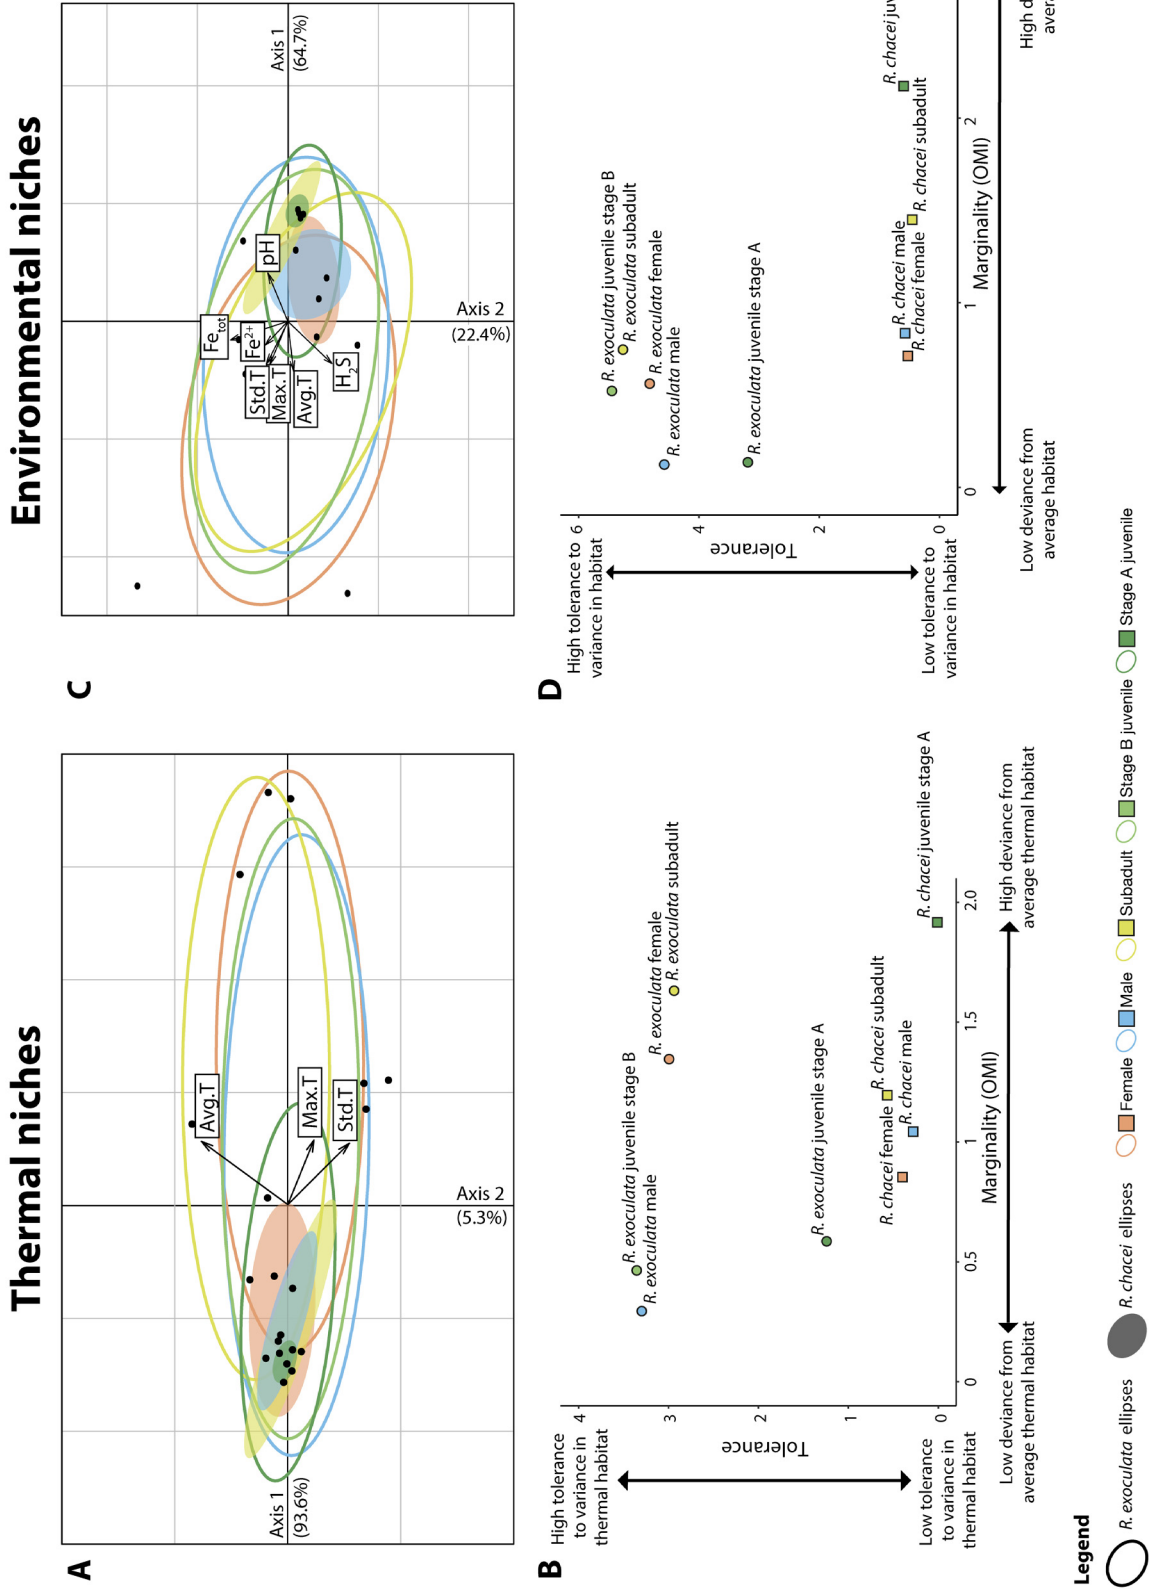 Thermal niches
Environmental niches
A
Avg.T
Max.T
Std.T
Axis 1
(93.6%)
Axis 2
(5.3%)
C
Fetot
Fe2+
pH
Std.T
Max.T
Avg.T
H2S
Axis 1
(64.7%)
Axis 2
(22.4%)
B
High tolerance
to variance in
thermal habitat
Low tolerance
to variance in
thermal habitat
Tolerance
4
3
2
1
0
R. exoculata juvenile stage B
R. exoculata male
R. exoculata female
R. exoculata subadult
R. exoculata juvenile stage A
R. chacei female
R. chacei subadult
R. chacei male
R. chacei juvenile stage A
0
0.5
1
1.5
2.0
Marginality (OMI)
Low deviance from
average thermal habitat
High deviance from
average thermal habitat
D
High tolerance to
variance in habitat
Low tolerance to
variance in habitat
Tolerance
6
4
2
0
R. exoculata juvenile stage B
R. exoculata subadult
R. exoculata female
R. exoculata male
R. exoculata juvenile stage A
R. chacei male
R. chacei female
R. chacei subadult
R. chacei juv
0
1
2
Marginality (OMI)
Low deviance from
average habitat
High d
aver
Legend
R. exoculata ellipses
R. chacei ellipses
Female
Male
Subadult
Stage B juvenile
Stage A juvenile